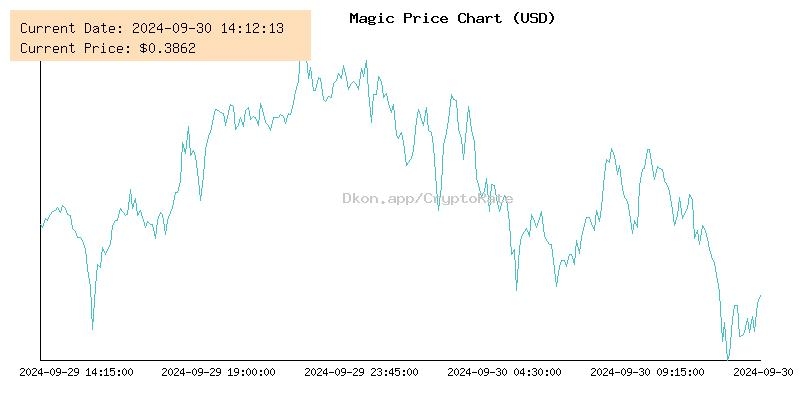 Magic Price Chart (USD)
Current Date: 2024-09-30 14:12:13
Current Price: $0.3862
Dkon.app/CryptoRate
2024-09-29 14:15:00 2024-09-29 19:00:00 2024-09-29 23:45:00 2024-09-30 04:30:00 2024-09-30 09:15:00 2024-09-30